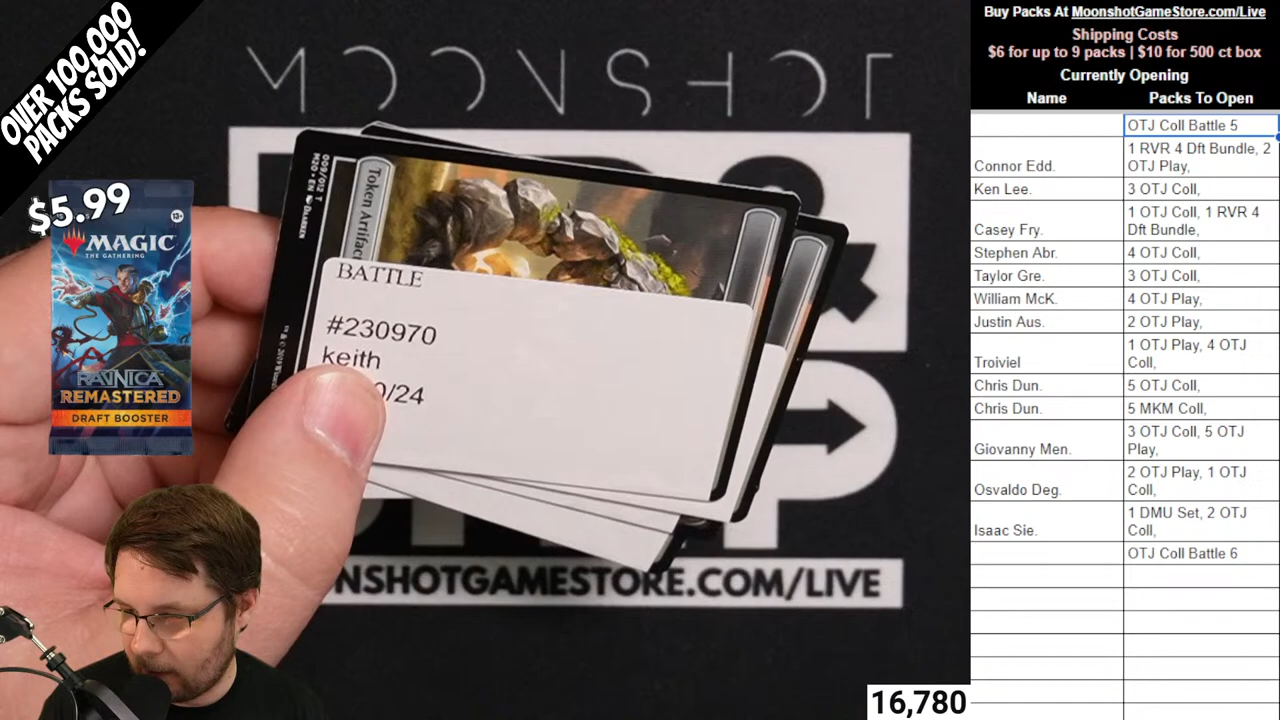 OVER 100,000
PACKS SOLD!
$5.99
13+
MAGIC
THE GATHERING
RAVNICA
REMASTERED
DRAFT BOOSTER
MOONSHOT
Token Artifac
M20 • EN
BATTLE
#230970
keith
0/24
NSHOTGAMESTORE.COM/LIVE
16,780
Buy Packs At MoonshotGameStore.com/Live
Shipping Costs
$6 for up to 9 packs | $10 for 500 ct box
Currently Opening
Name Packs To Open
OTJ Coll Battle 5
Connor Edd. 1 RVR 4 Dft Bundle, 2
OTJ Play,
Ken Lee. 3 OTJ Coll,
Casey Fry. 1 OTJ Coll, 1 RVR 4
Dft Bundle,
Stephen Abr. 4 OTJ Coll,
Taylor Gre. 3 OTJ Coll,
William McK. 4 OTJ Play,
Justin Aus. 2 OTJ Play,
Troiviel 1 OTJ Play, 4 OTJ
Coll,
Chris Dun. 5 OTJ Coll,
Chris Dun. 5 MKM Coll,
Giovanny Men. 3 OTJ Coll, 5 OTJ
Play,
Osvaldo Deg. 2 OTJ Play, 1 OTJ
Coll,
Isaac Sie. 1 DMU Set, 2 OTJ
Coll,
OTJ Coll Battle 6